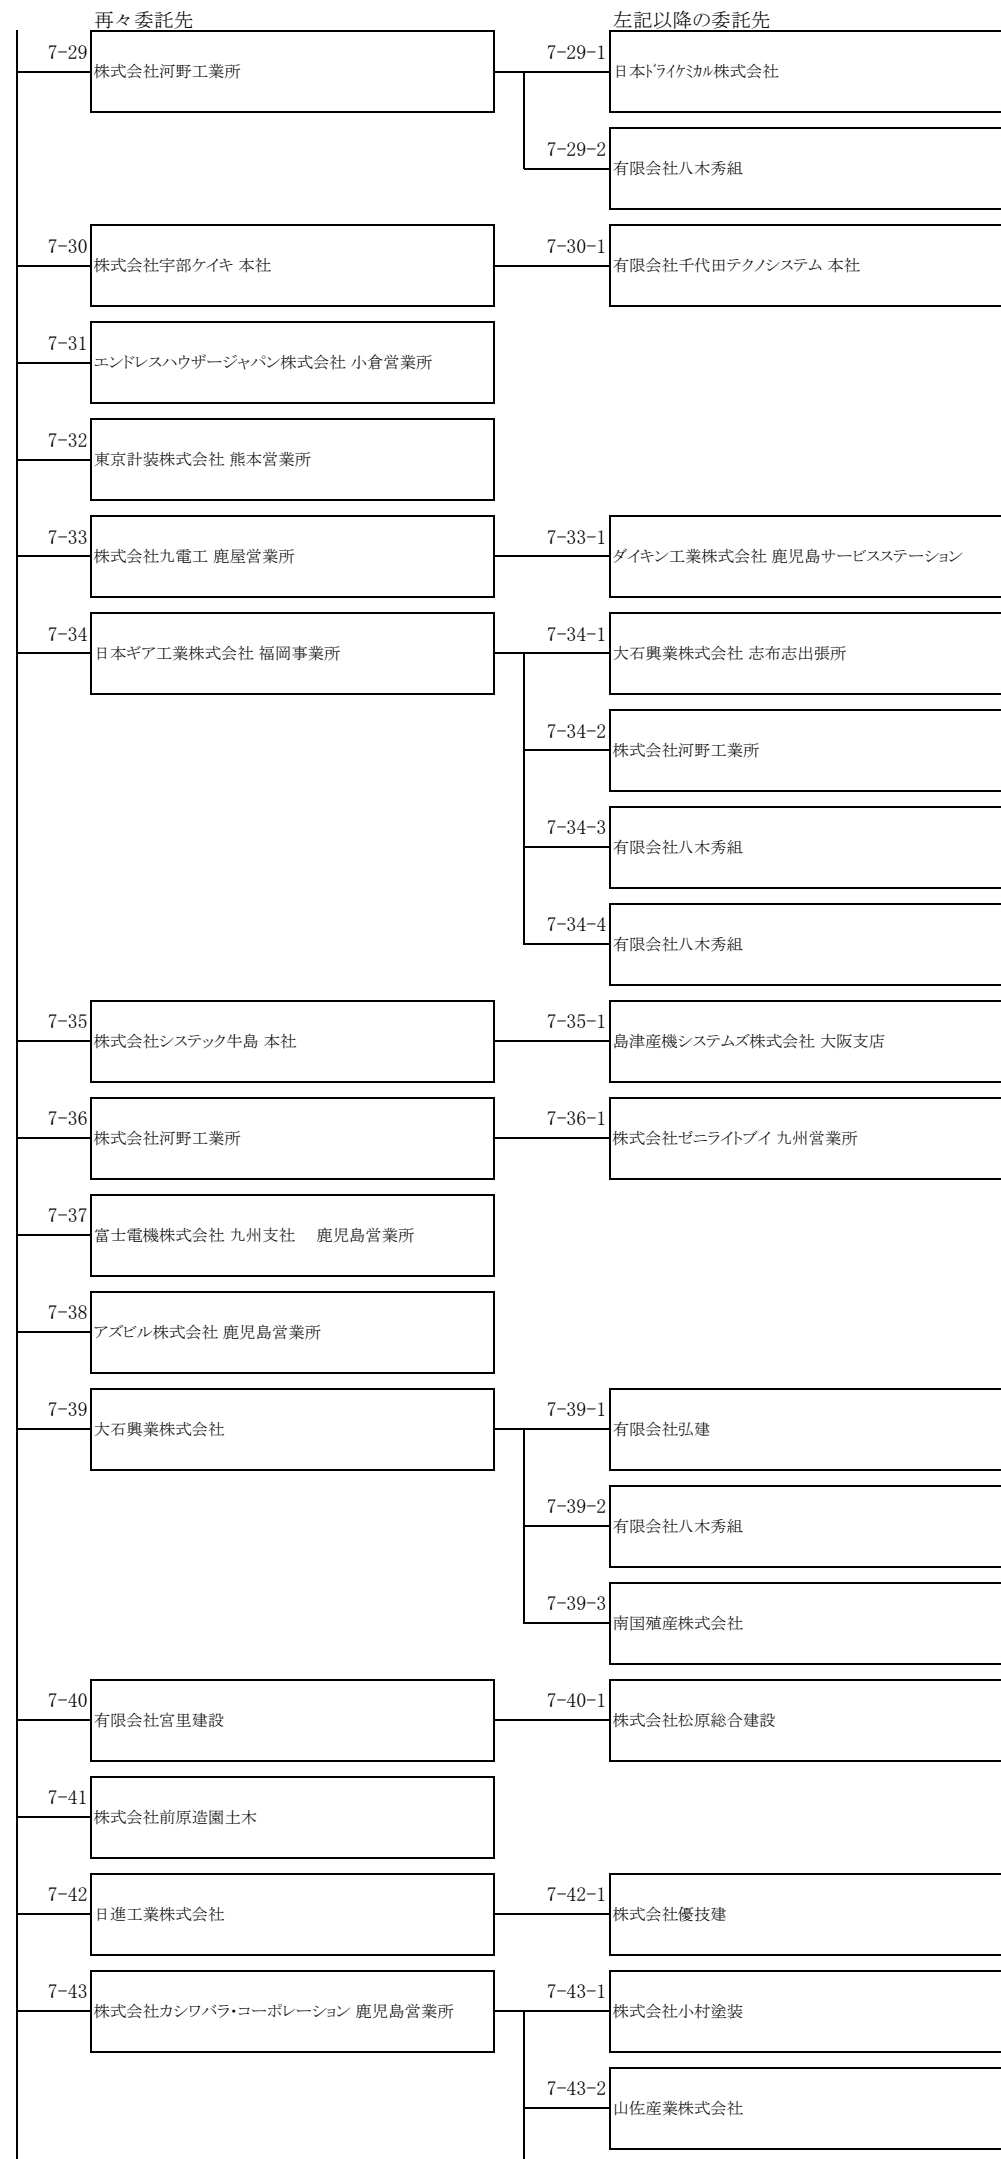 再々委託先
左記以降の委託先
7-29
株式会社河野工業所
7-29-1
日本ﾄﾞﾗｲｹﾐｶﾙ株式会社
7-29-2
有限会社八木秀組
7-30
株式会社宇部ケイキ 本社
7-30-1
有限会社千代田テクノシステム 本社
7-31
エンドレスハウザージャパン株式会社 小倉営業所
7-32
東京計装株式会社 熊本営業所
7-33
株式会社九電工 鹿屋営業所
7-33-1
ダイキン工業株式会社 鹿児島サービスステーション
7-34
日本ギア工業株式会社 福岡事業所
7-34-1
大石興業株式会社 志布志出張所
7-34-2
株式会社河野工業所
7-34-3
有限会社八木秀組
7-34-4
有限会社八木秀組
7-35
株式会社システック牛島 本社
7-35-1
島津産機システムズ株式会社 大阪支店
7-36
株式会社河野工業所
7-36-1
株式会社ゼニライトブイ 九州営業所
7-37
富士電機株式会社 九州支社　鹿児島営業所
7-38
アズビル株式会社 鹿児島営業所
7-39
大石興業株式会社
7-39-1
有限会社弘建
7-39-2
有限会社八木秀組
7-39-3
南国殖産株式会社
7-40
有限会社宮里建設
7-40-1
株式会社松原総合建設
7-41
株式会社前原造園土木
7-42
日進工業株式会社
7-42-1
株式会社優技建
7-43
株式会社カシワバラ・コーポレーション 鹿児島営業所
7-43-1
株式会社小村塗装
7-43-2
山佐産業株式会社